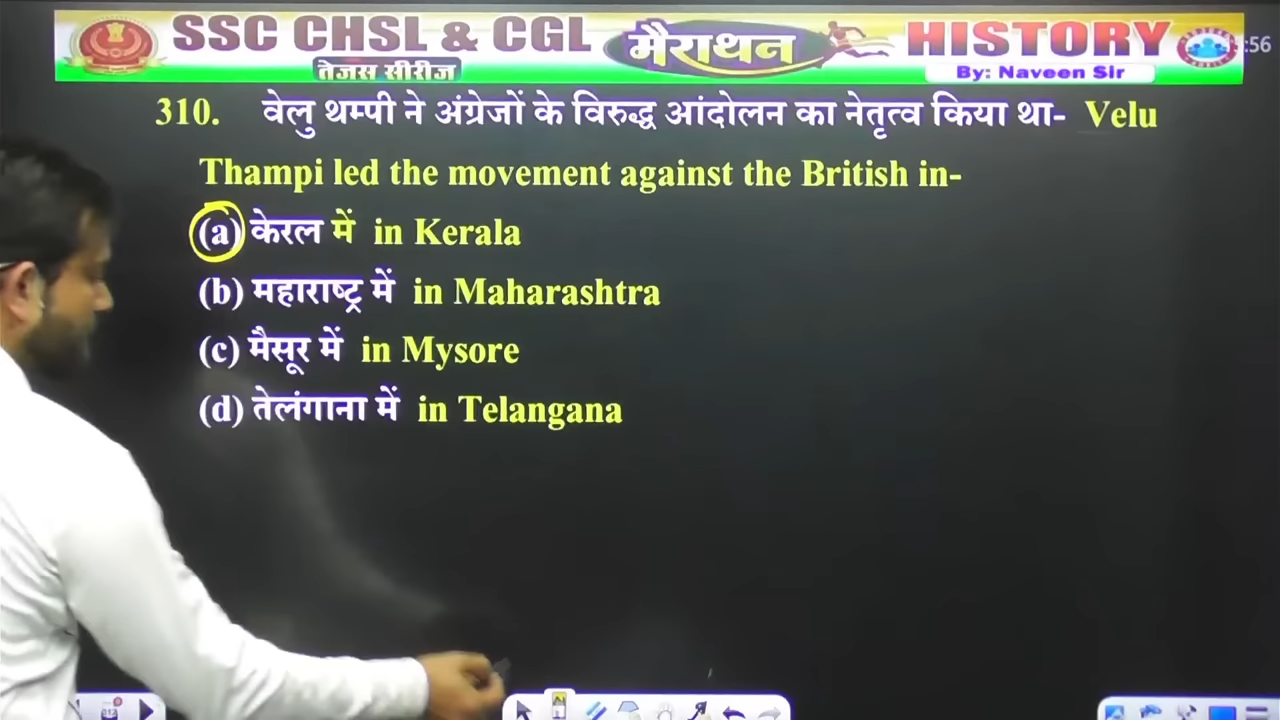 SSC CHSL & CGL मैराथन HISTORY
तेजस सीरीज By: Naveen Sir
:56
310. वेलु थम्पी ने अंग्रेजों के विरुद्ध आंदोलन का नेतृत्व किया था- Velu
Thampi led the movement against the British in-
(a) केरल में in Kerala
(b) महाराष्ट्र में in Maharashtra
(c) मैसूर में in Mysore
(d) तेलंगाना में in Telangana